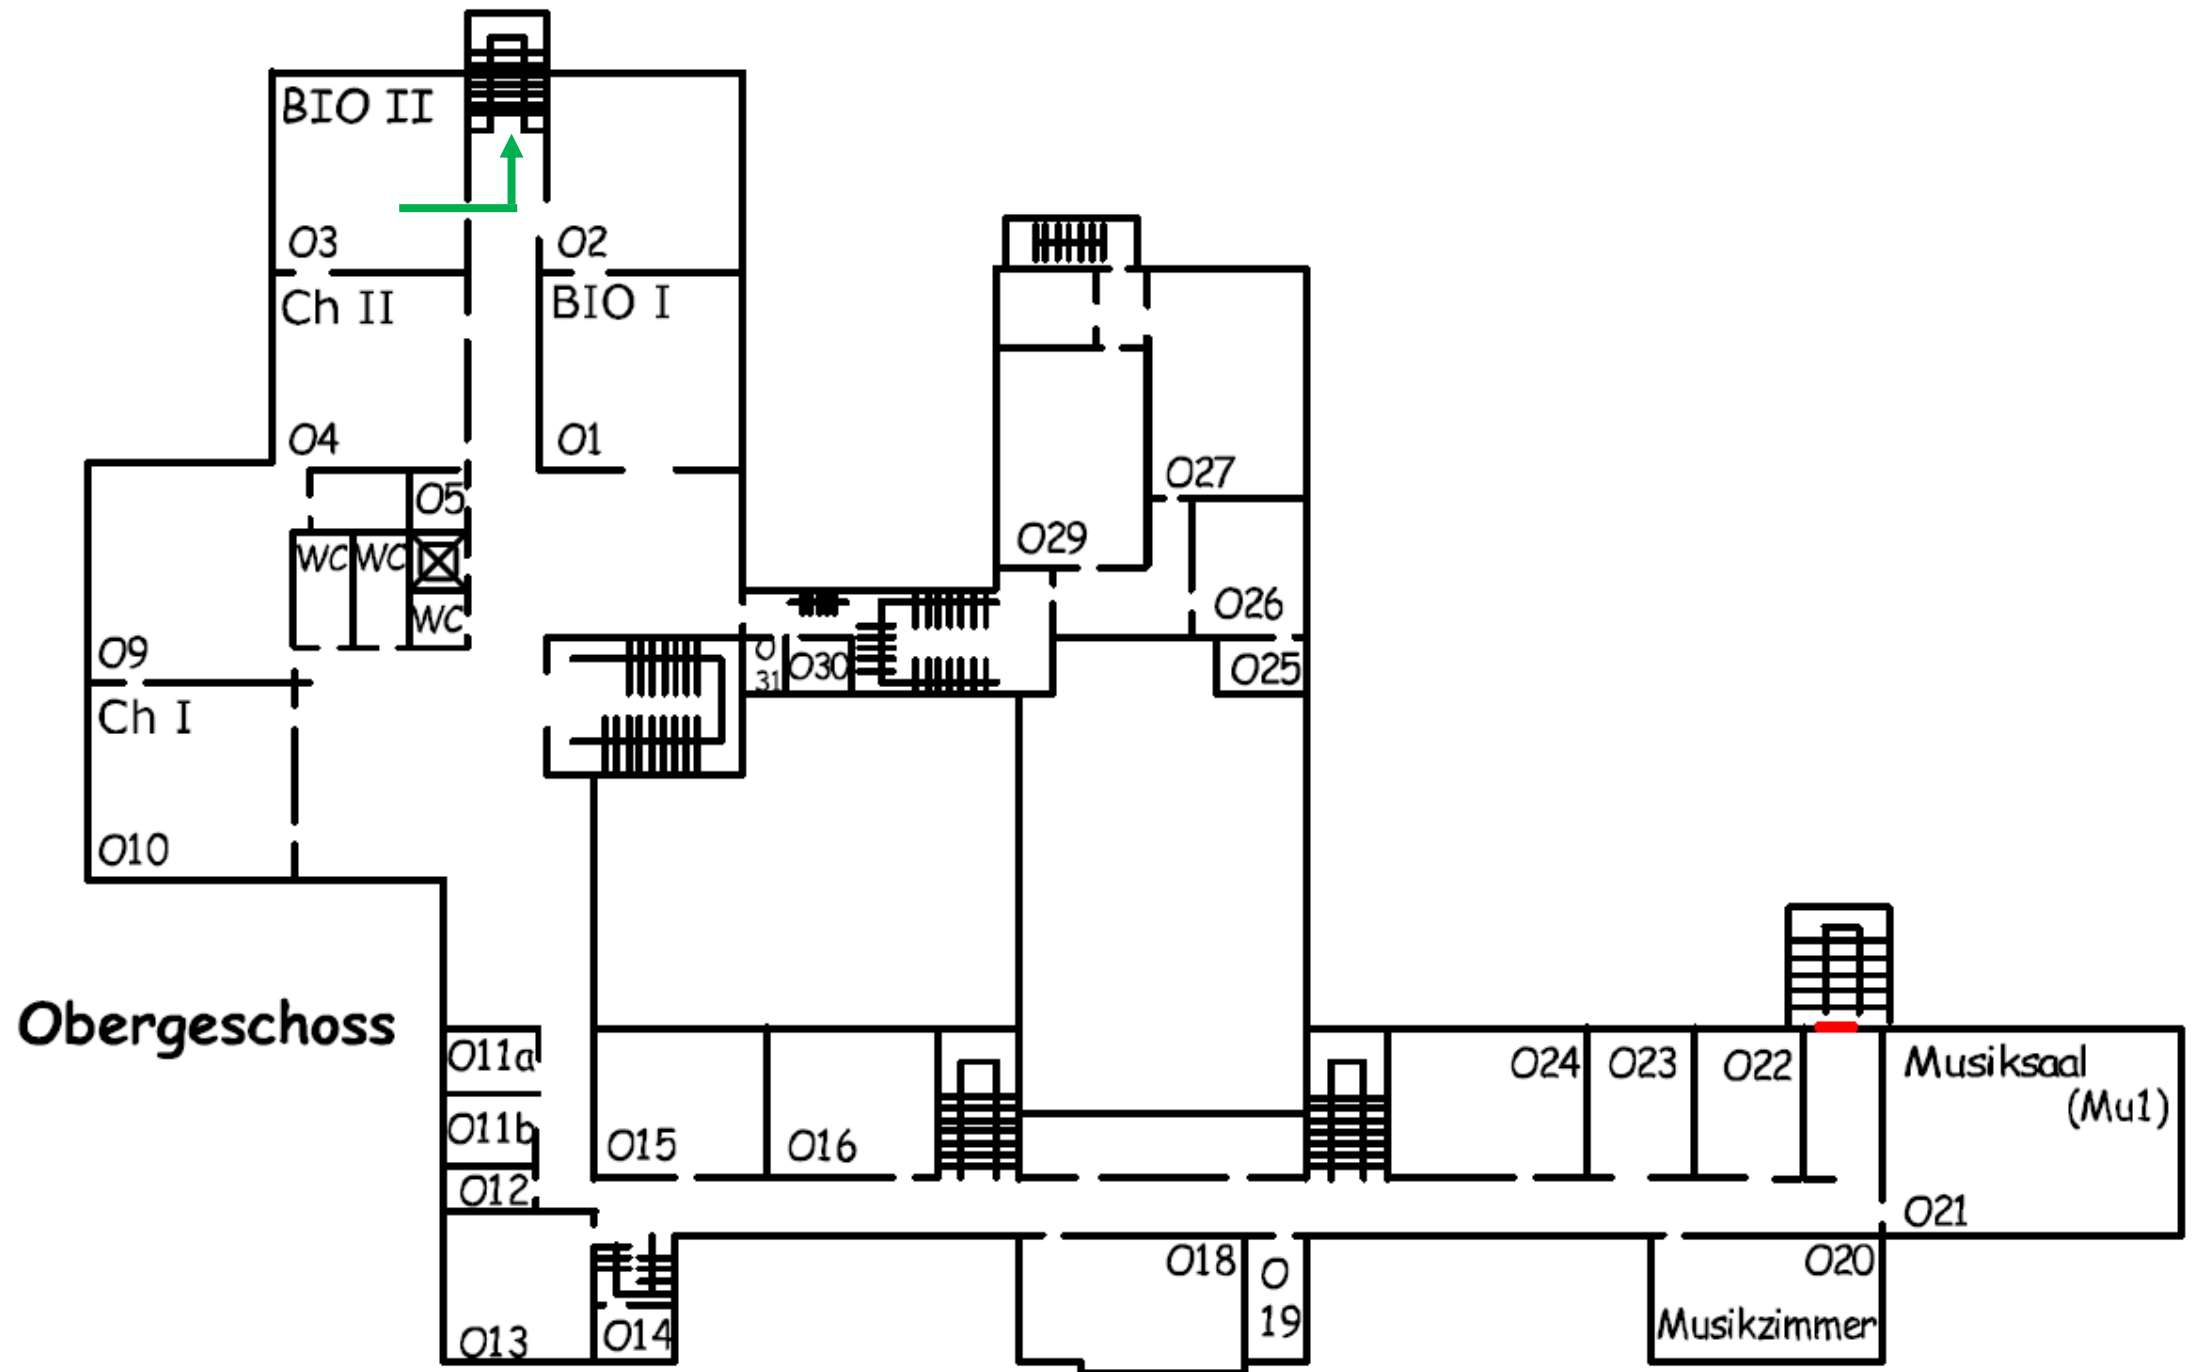 BIO II
O3
O2
Ch II
BIO I
O4
O1
O5
WC
WC
WC
O9
Ch I
O10
O
31
O30
O29
O27
O26
O25
Obergeschoss
O11a
O11b
O12
O13
O14
O15
O16
O18
O
19
O24
O23
O22
Musiksaal
(Mu1)
O21
O20
Musikzimmer